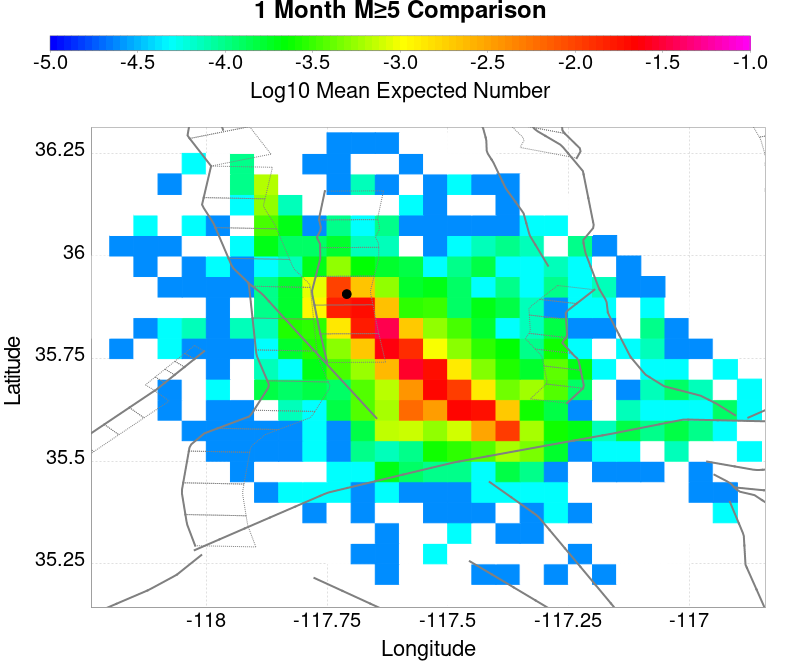 1 Month M≥5 Comparison
-5.0 -4.5 -4.0 -3.5 -3.0 -2.5 -2.0 -1.5 -1.0
Log10 Mean Expected Number
36.25
36
35.75
35.5
35.25
Latitude
-118 -117.75 -117.5 -117.25 -117
Longitude